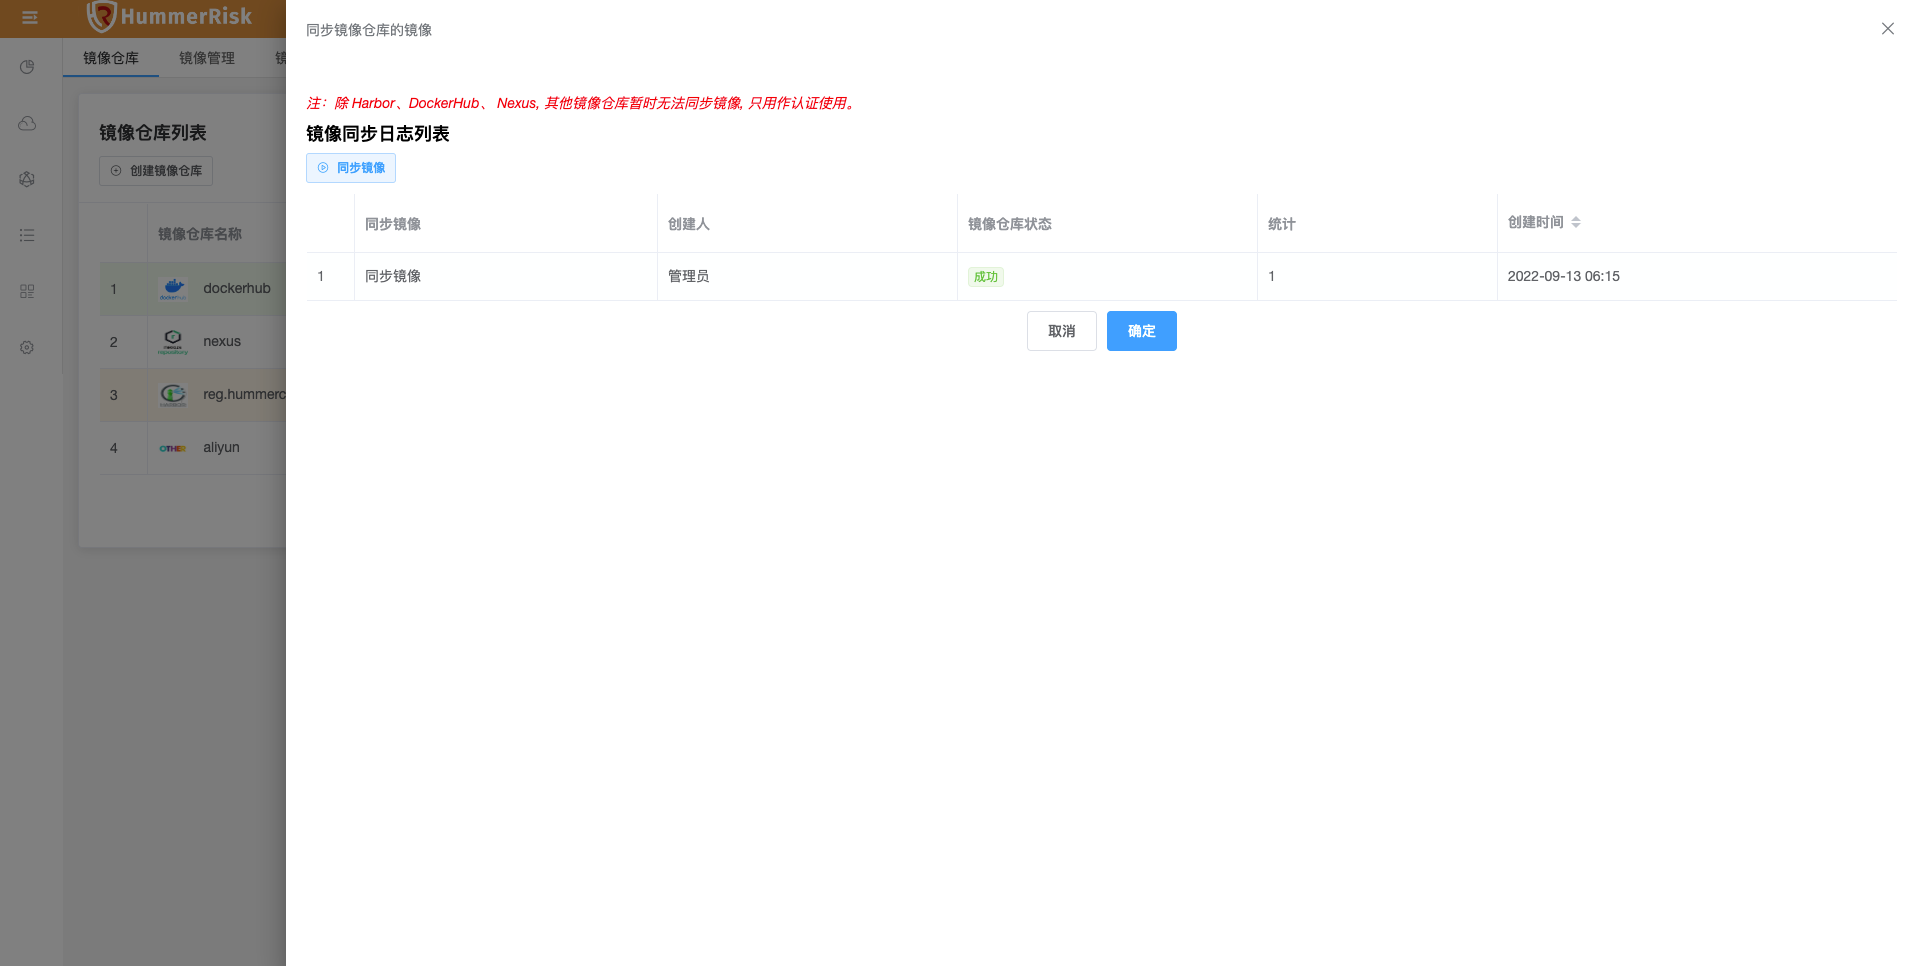 HummerRisk
同步镜像仓库的镜像
镜像仓库
镜像管理
注：除 Harbor、DockerHub、 Nexus, 其他镜像仓库暂时无法同步镜像, 只用作认证使用。
镜像仓库列表
镜像同步日志列表
创建镜像仓库
同步镜像
镜像仓库名称
同步镜像 创建人 镜像仓库状态 统计 创建时间
1 同步镜像 管理员 成功 1 2022-09-13 06:15
取消 确定
1 dockerhub
2 nexus
3 reg.hummerc
4 OTHER aliyun